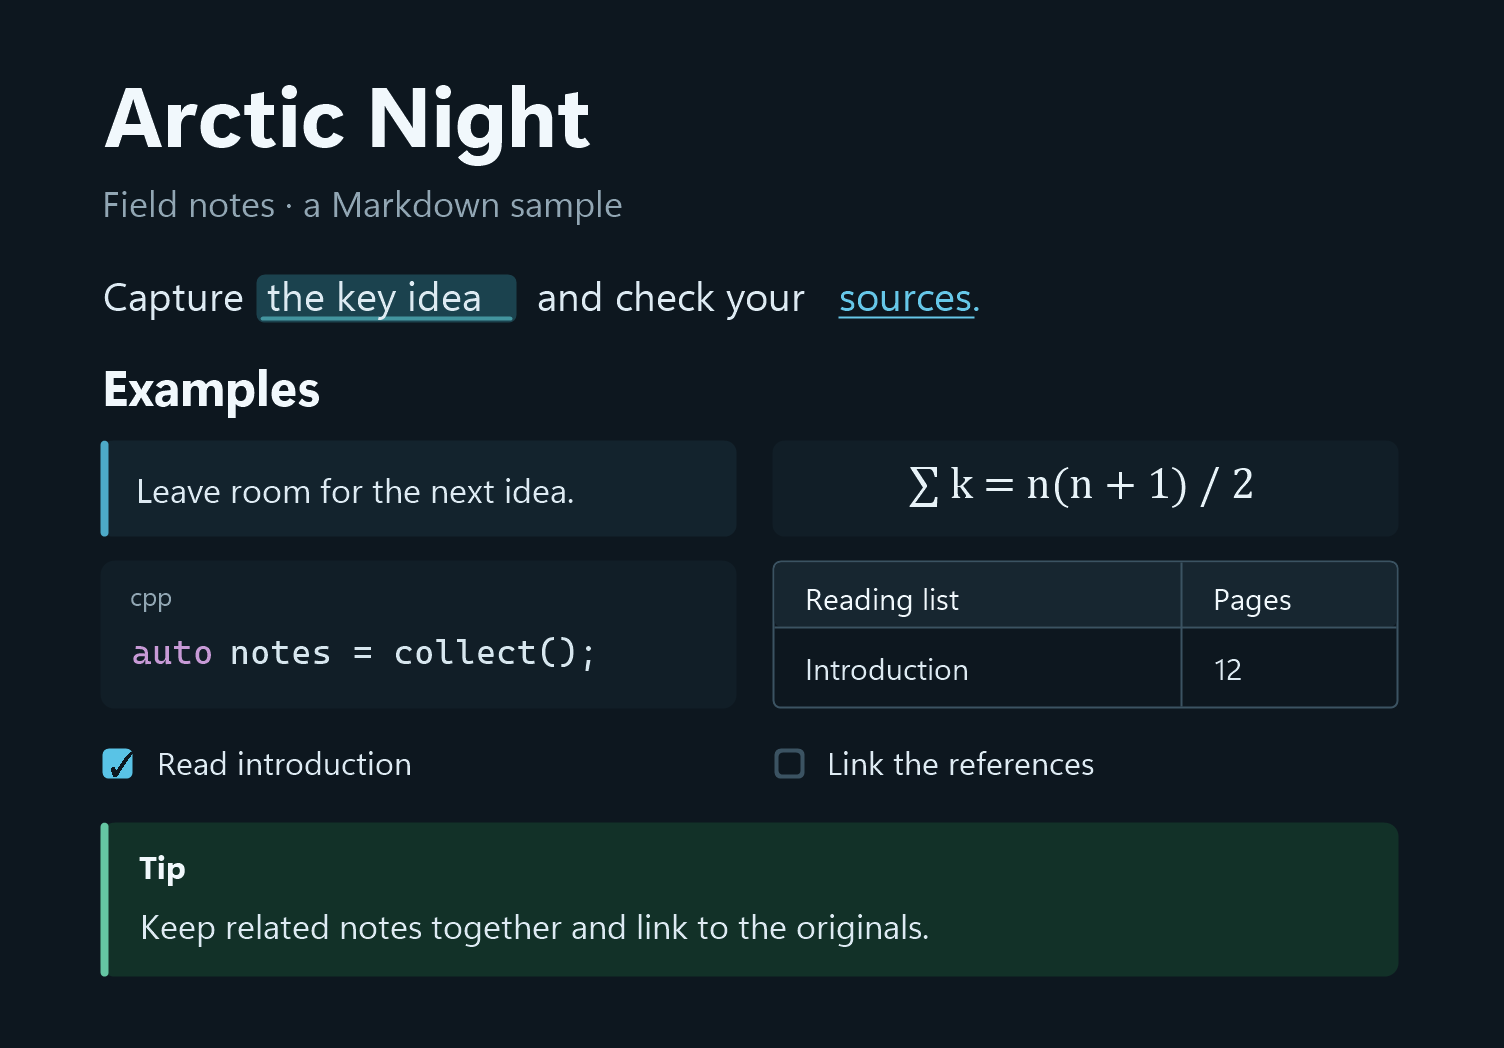 Arctic Night
Field notes · a Markdown sample
Capture the key idea and check your sources.
Examples
Leave room for the next idea.
∑ k = n(n + 1) / 2
cpp
auto notes = collect();
Reading list Pages
Introduction 12
Read introduction
Link the references
Tip
Keep related notes together and link to the originals.